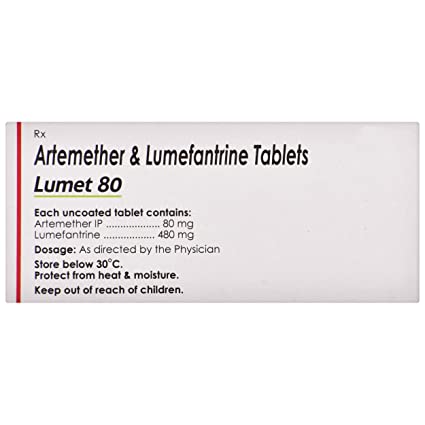 Rx
Artemether & Lumefantrine Tablets
Lumet 80
Each uncoated tablet contains:
Artemether IP ................... 80 mg
Lumefantrine .................. 480 mg
Dosage: As directed by the Physician
Store below 30°C.
Protect from heat & moisture.
Keep out of reach of children.